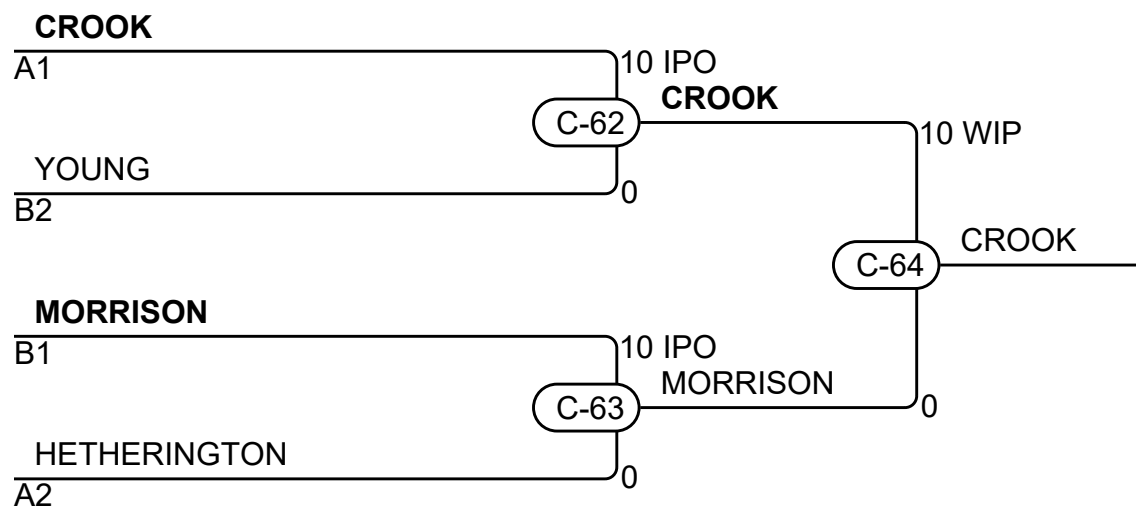 CROOK
A1
10 IPO
CROOK
C-62
10 WIP
YOUNG
B2
0
CROOK
C-64
MORRISON
B1
10 IPO
MORRISON
C-63
0
HETHERINGTON
A2
0